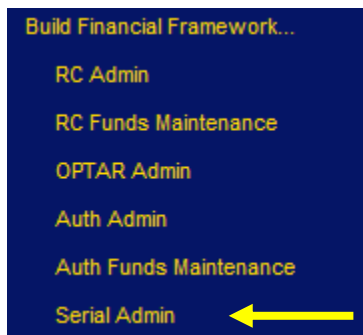 Build Financial Framework...
RC Admin
RC Funds Maintenance
OPTAR Admin
Auth Admin
Auth Funds Maintenance
Serial Admin